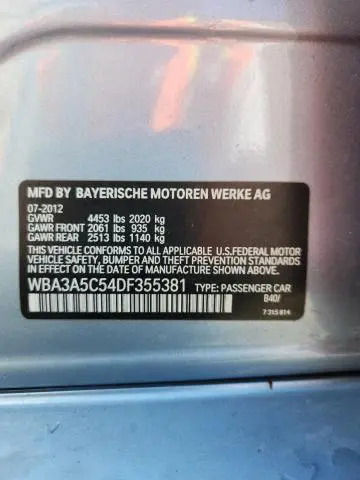 MFD BY BAYERISCHE MOTOREN WERKE AG
07-2012
GVWR 4453 lbs 2020 kg
GAWR FRONT 2061 lbs 935 kg
GAWR REAR 2513 lbs 1140 kg
THIS VEHICLE CONFORMS TO ALL APPLICABLE U.S.FEDERAL MOTOR
VEHICLE SAFETY, BUMPER AND THEFT PREVENTION STANDARDS
IN EFFECT ON THE DATE OF MANUFACTURE SHOWN ABOVE.
WBA3A5C54DF355381 TYPE: PASSENGER CAR
B40/
7 315 814